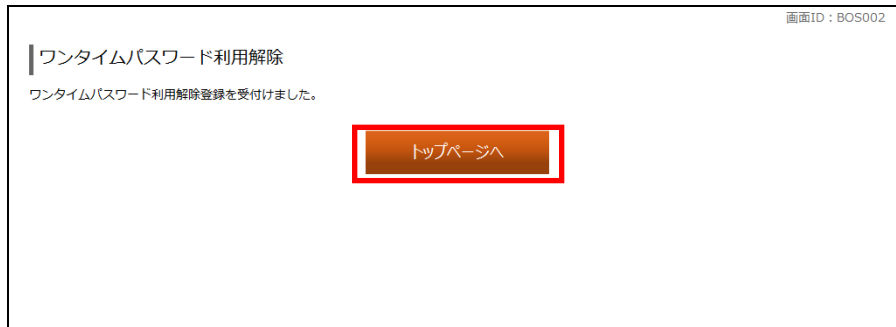 画面ID：BOS002
ワンタイムパスワード利用解除
ワンタイムパスワード利用解除登録を受付けました。
トップページへ